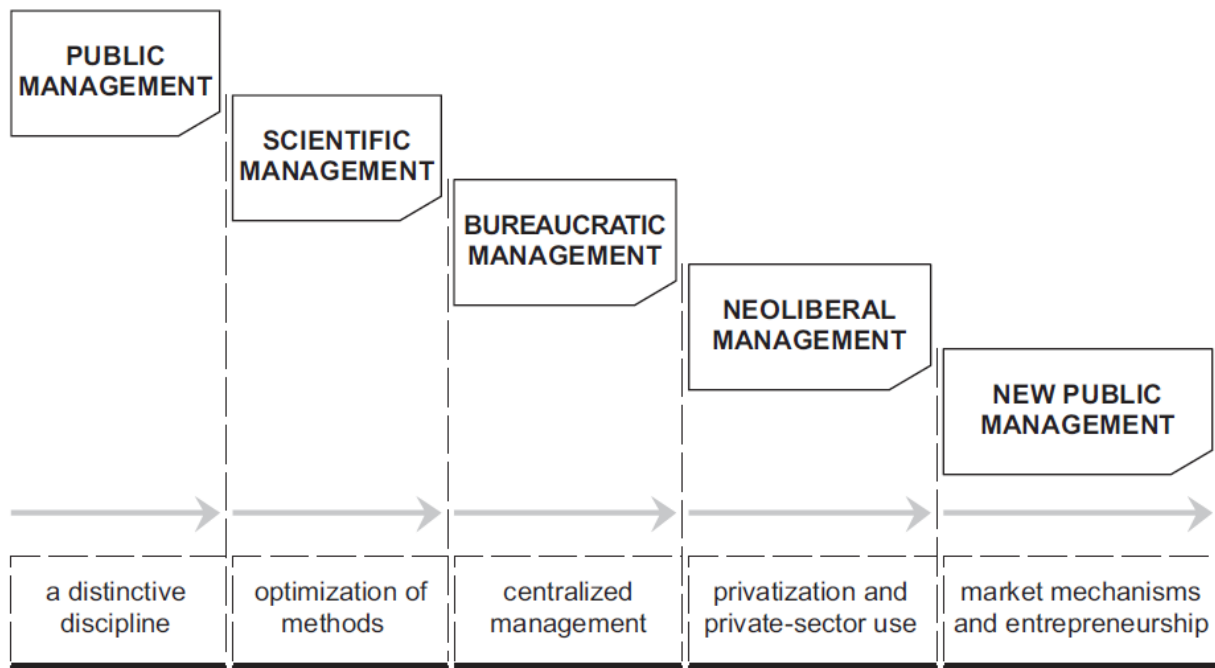 PUBLIC
MANAGEMENT
SCIENTIFIC
MANAGEMENT
BUREAUCRATIC
MANAGEMENT
NEOLIBERAL
MANAGEMENT
NEW PUBLIC
MANAGEMENT
a distinctive
discipline
optimization of
methods
centralized
management
privatization and
private-sector use
market mechanisms
and entrepreneurship